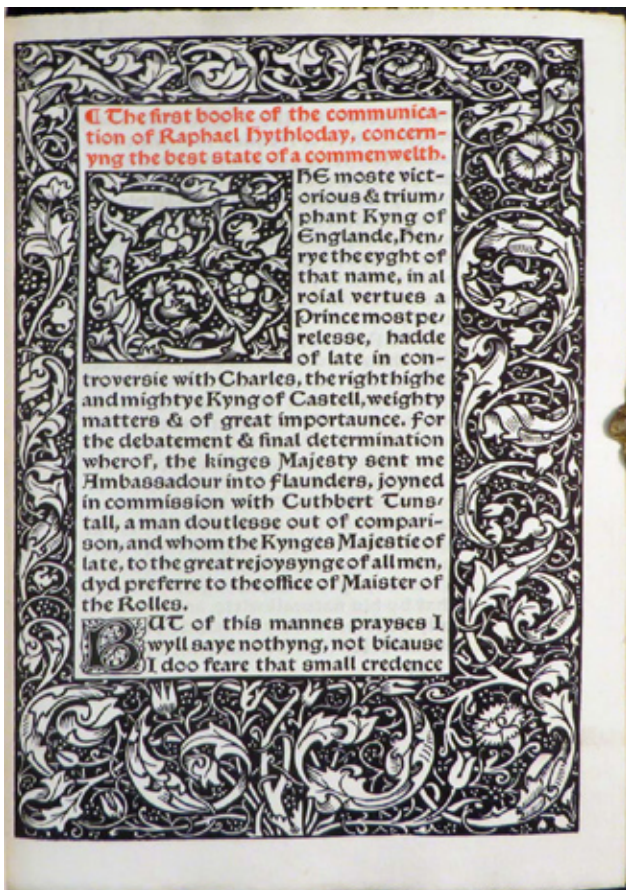 ¶ The first booke of the communica-
tion of Raphael Hythloday, concern-
yng the best state of a commenwelth.
THE moste vict-
orious & trium-
phant Kyng of
Englande, Hen-
rye the eyght of
that name, in al
roial vertues a
Prince most pe-
relesse, hadde
of late in con-
troversie with Charles, the right highe
and mightye Kyng of Castell, weighty
matters & of great importaunce. For
the debatement & final determination
wherof, the kinges Majesty sent me
Ambassadour into Flaunders, joyned
in commission with Cuthbert Tuns-
tall, a man doutlesse out of compari-
son, and whom the Kynges Majestie of
late, to the great rejoysynge of all men,
dyd preferre to the office of Maister of
the Rolles.
BUT of this mannes prayses I
wyll saye nothyng, not bicause
I doo feare that small credence